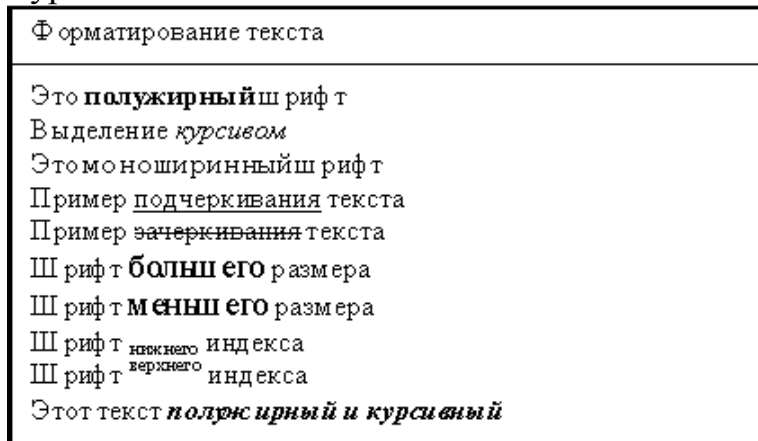 Форматирование текста
Это полужирный шрифт
Выделение курсивом
Это моноширинный шрифт
Пример подчеркивания текста
Пример зачеркивания текста
Шрифт большего размера
Шрифт меньшего размера
Шрифт нижнего индекса
Шрифт верхнего индекса
Этот текст полужирный и курсивный